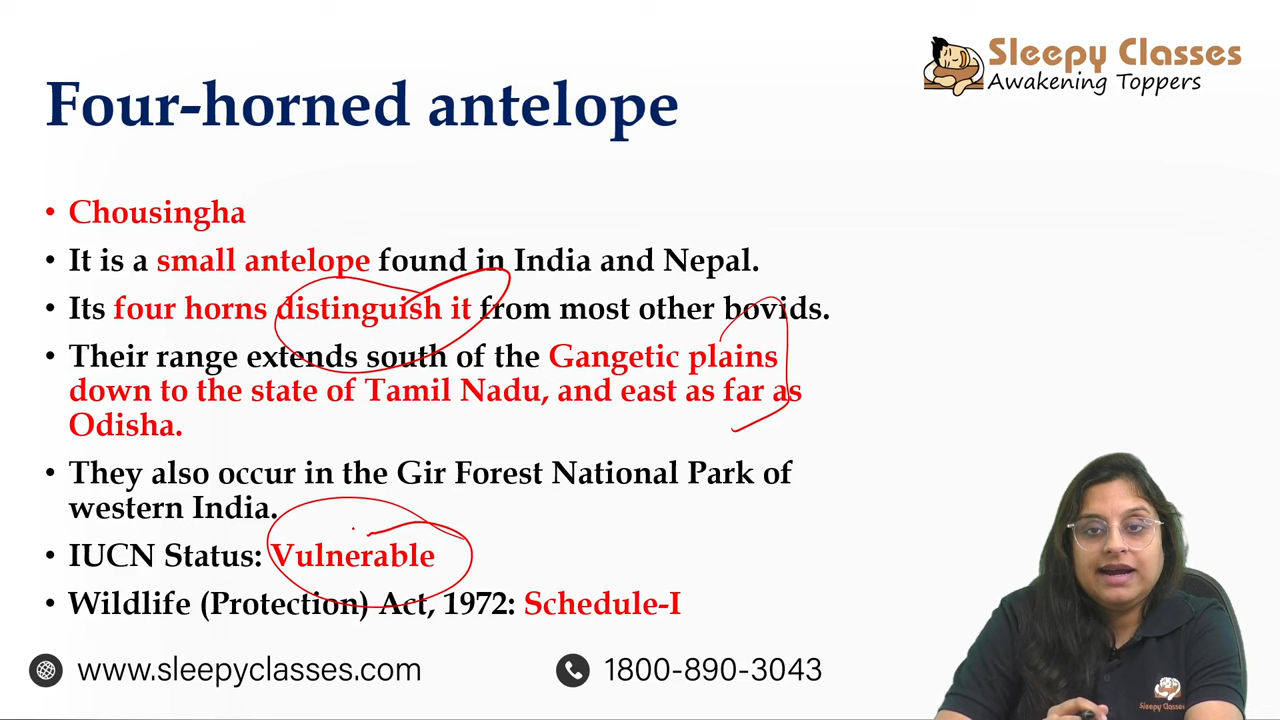 Sleepy Classes
Awakening Toppers
Four-horned antelope
• Chousingha
• It is a small antelope found in India and Nepal.
• Its four horns distinguish it from most other bovids.
• Their range extends south of the Gangetic plains
down to the state of Tamil Nadu, and east as far as
Odisha.
• They also occur in the Gir Forest National Park of
western India.
• IUCN Status: Vulnerable
• Wildlife (Protection) Act, 1972: Schedule-I
www.sleepyclasses.com
1800-890-3043
Sleepy Classes